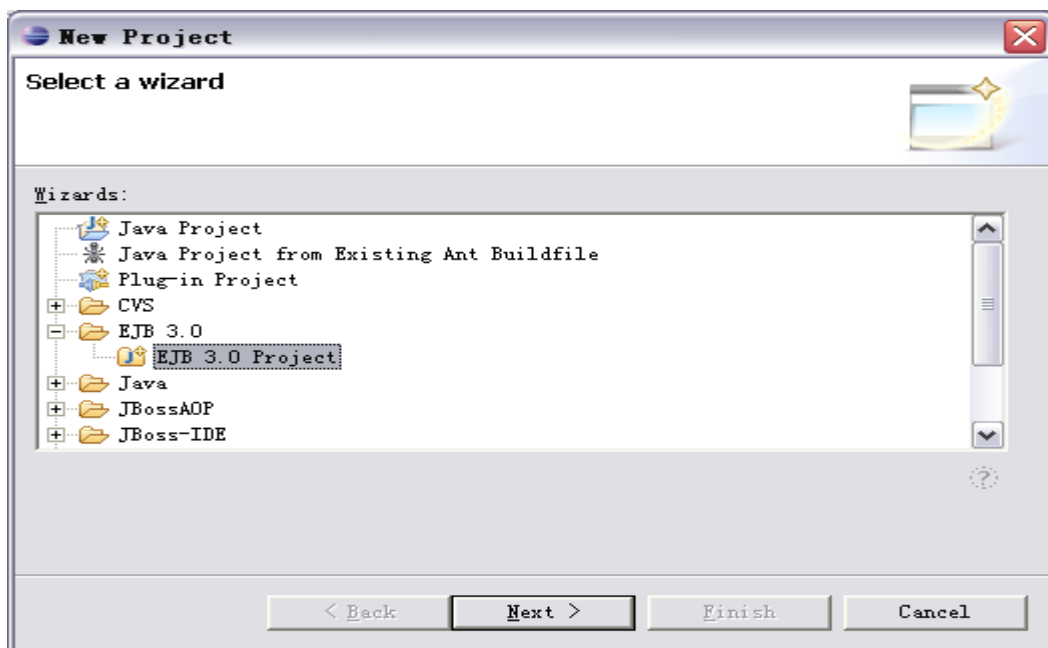 New Project
Select a wizard
Wizards:
Java Project
Java Project from Existing Ant Buildfile
Plug-in Project
CVS
EJB 3.0
EJB 3.0 Project
Java
JBossAOP
JBoss-IDE
< Back Next > Finish Cancel